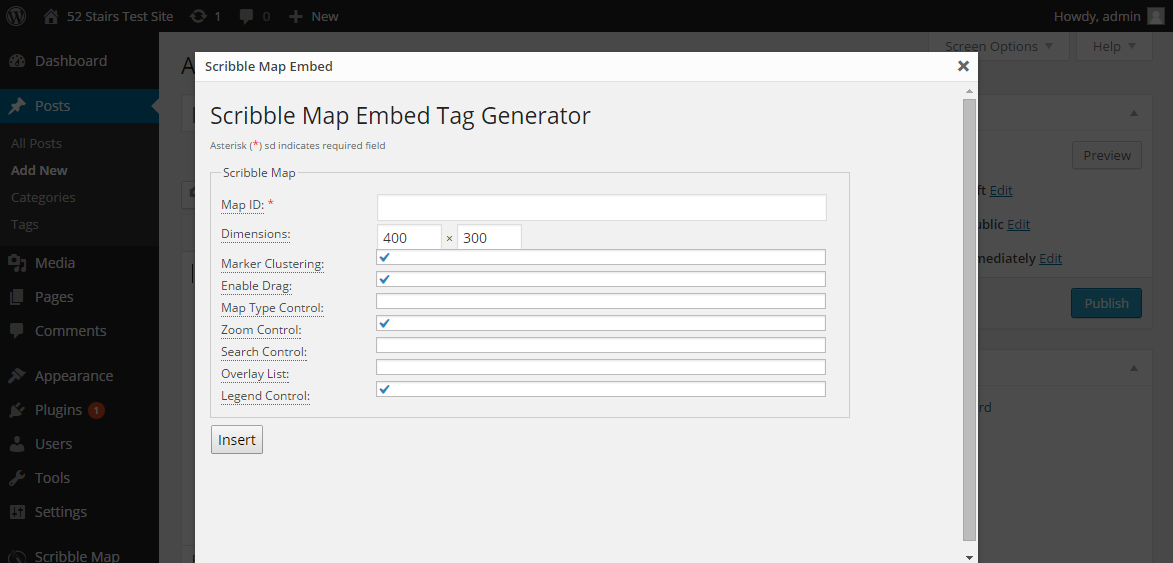 52 Stairs Test Site 1 0 New Howdy, admin
Screen Options Help
Dashboard
Posts
All Posts
Add New
Categories
Tags
Media
Pages
Comments
Appearance
Plugins 1
Users
Tools
Settings
Scribble Map
Scribble Map Embed
Scribble Map Embed Tag Generator
Asterisk (*) sd indicates required field
Scribble Map
Map ID: *
Dimensions: 400 × 300
Marker Clustering:
Enable Drag:
Map Type Control:
Zoom Control:
Search Control:
Overlay List:
Legend Control:
Insert
Preview
ft Edit
ublic Edit
mediately Edit
Publish
rd